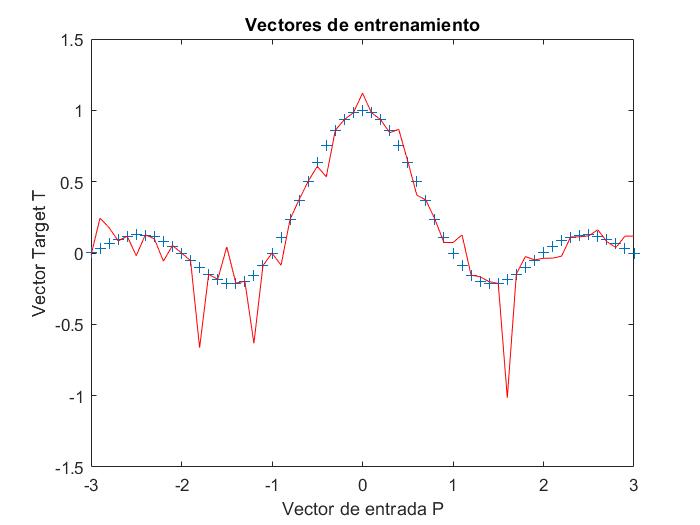 Vectores de entrenamiento
1.5
1
0.5
0
-0.5
-1
-1.5
Vector Target T
-3 -2 -1 0 1 2 3
Vector de entrada P